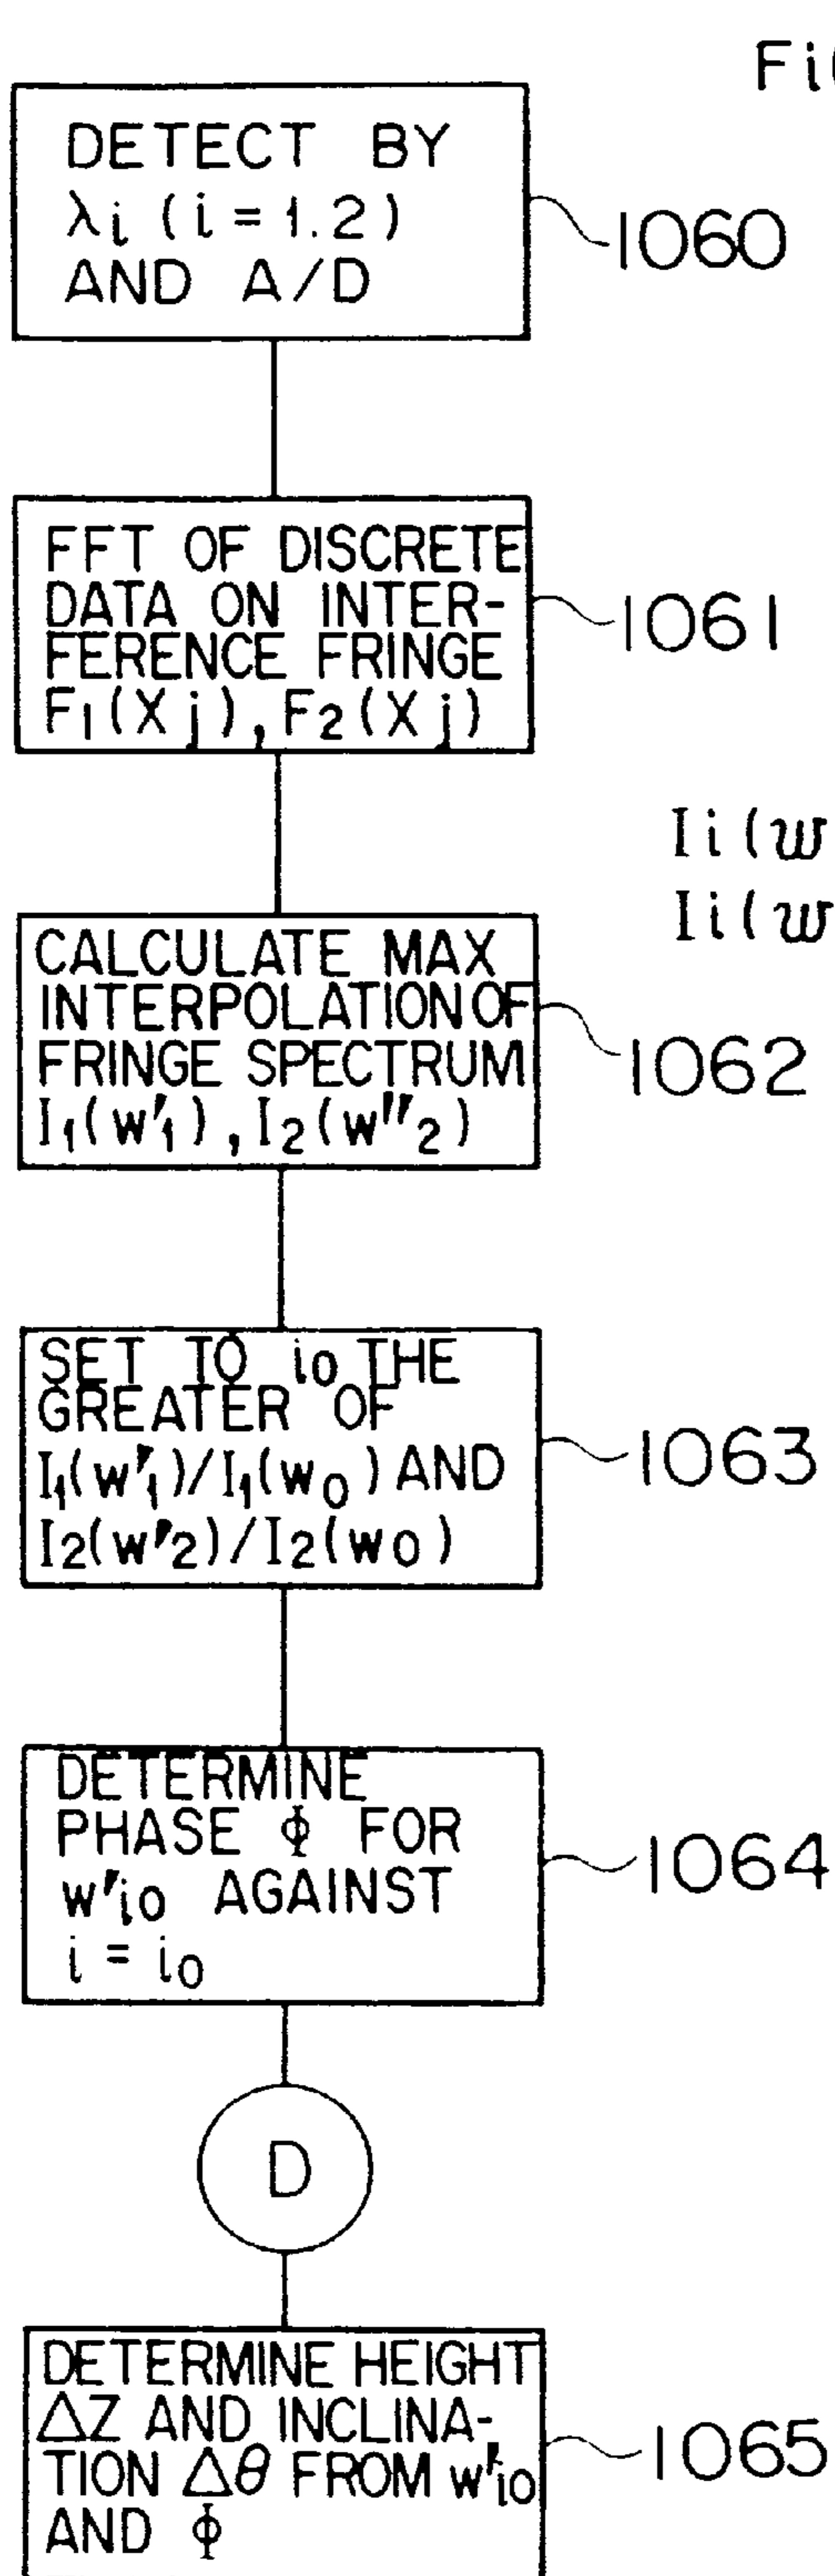 Fi
DETECT BY
λi (i = 1.2)
AND A/D
1060
FFT OF DISCRETE
DATA ON INTER-
FERENCE FRINGE
F1(Xj), F2(Xj)
1061
Ii(w
Ii(w
CALCULATE MAX
INTERPOLATION OF
FRINGE SPECTRUM
I1(w'1), I2(w''2)
1062
SET TO i0 THE
GREATER OF
I1(w'1)/I1(w0) AND
I2(w'2)/I2(w0)
1063
DETERMINE
PHASE Φ FOR
w'i0 AGAINST
i = i0
1064
D
DETERMINE HEIGHT
ΔZ AND INCLINA-
TION Δθ FROM w'i0
AND Φ
1065